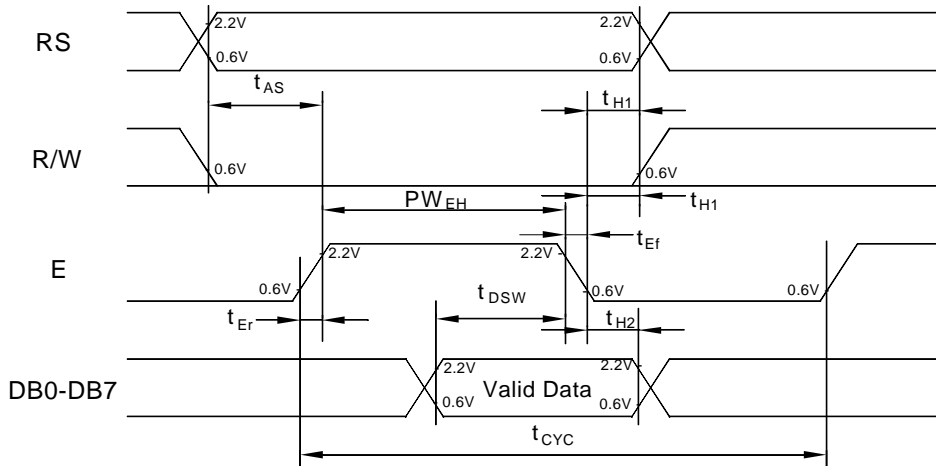 RS
2.2V
2.2V
0.6V
0.6V
tAS
tH1
R/W
0.6V
0.6V
tH1
PWEH
tEf
E
2.2V
2.2V
0.6V
0.6V
0.6V
tEr
tDSW
tH2
DB0-DB7
2.2V
Valid Data
2.2V
0.6V
0.6V
tCYC